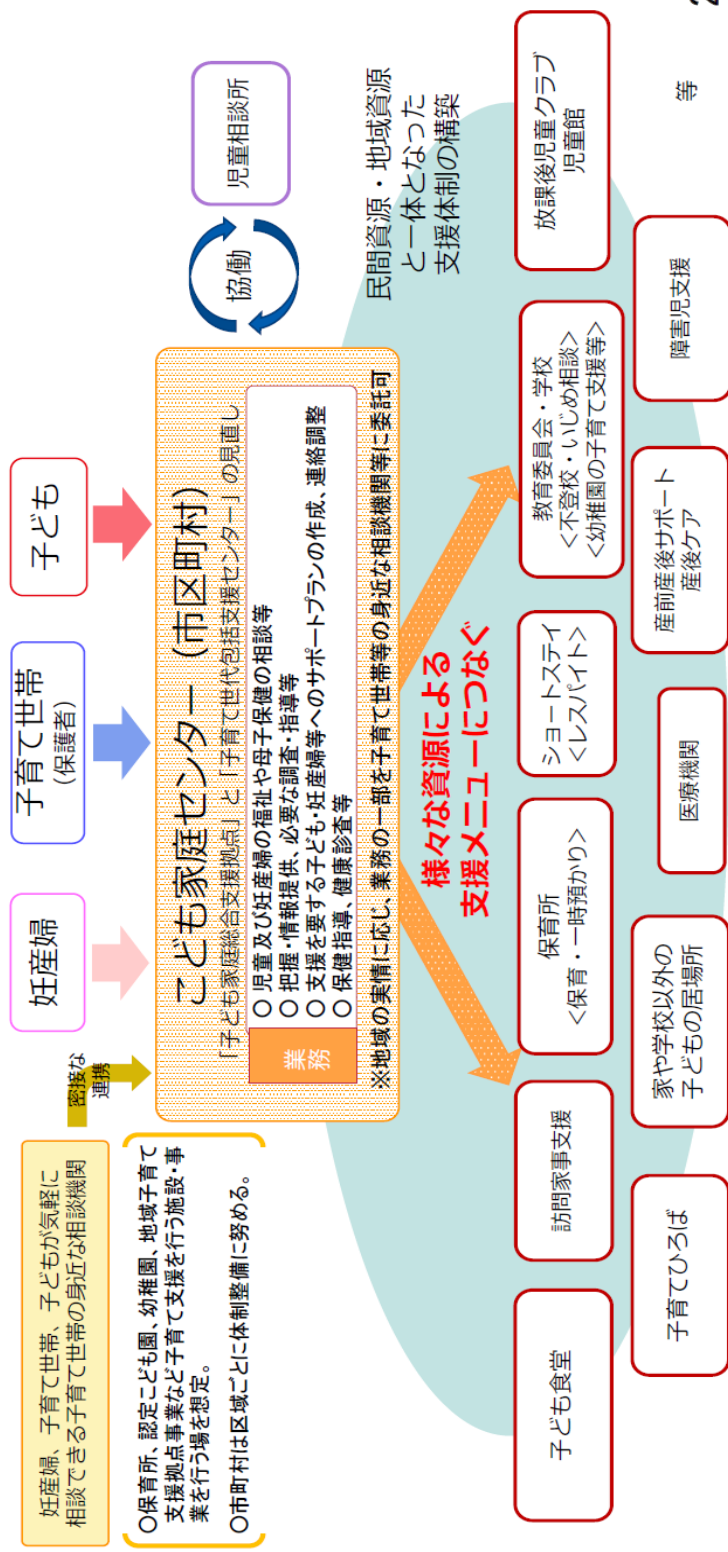 妊産婦、子育て世帯、子どもが気軽に
相談できる子育て世帯の身近な相談機関
密接な
連携
妊産婦
子育て世帯
(保護者)
子ども
〇保育所、認定こども園、幼稚園、地域子育て
支援拠点事業など子育て支援を行う施設・事
業を行う場を想定。
〇市町村は区域ごとに体制整備に努める。
こども家庭センター（市区町村）
「子ども家庭総合支援拠点」と「子育て世代包括支援センター」の見直し
業務
〇 児童及び妊産婦の福祉や母子保健の相談等
〇 把握・情報提供、必要な調査・指導等
〇 支援を要する子ども・妊産婦等へのサポートプランの作成、連絡調整
〇 保健指導、健康診査等
※地域の実情に応じ、業務の一部を子育て世帯等の身近な相談機関等に委託可
協働
児童相談所
様々な資源による
支援メニューにつなぐ
民間資源・地域資源
と一体となった
支援体制の構築
子ども食堂
訪問家事支援
保育所
<保育・一時預かり>
ショートステイ
<レスパイト>
教育委員会・学校
<不登校・いじめ相談>
<幼稚園の子育て支援等>
放課後児童クラブ
児童館
子育てひろば
家や学校以外の
子どもの居場所
医療機関
産前産後サポート
産後ケア
障害児支援
等